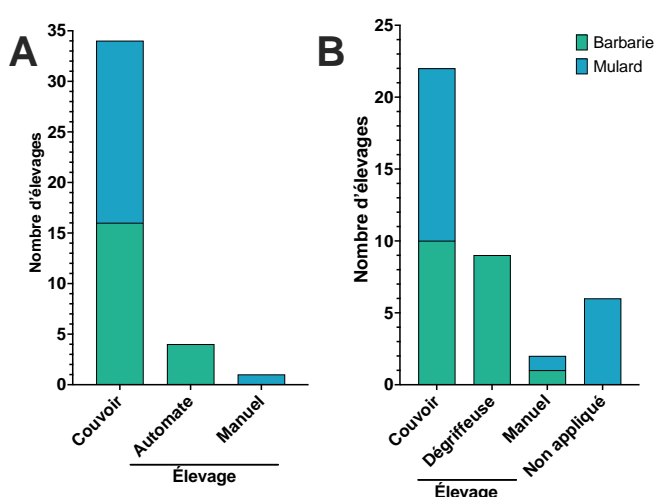 A
Nombre d'élevages
35
30
25
20
15
10
5
0
Couvoir
Automate
Manuel
Élevage
B
Nombre d'élevages
25
20
15
10
5
0
Couvoir
Dégriffeuse
Manuel
Non appliqué
Élevage
Barbarie
Mulard